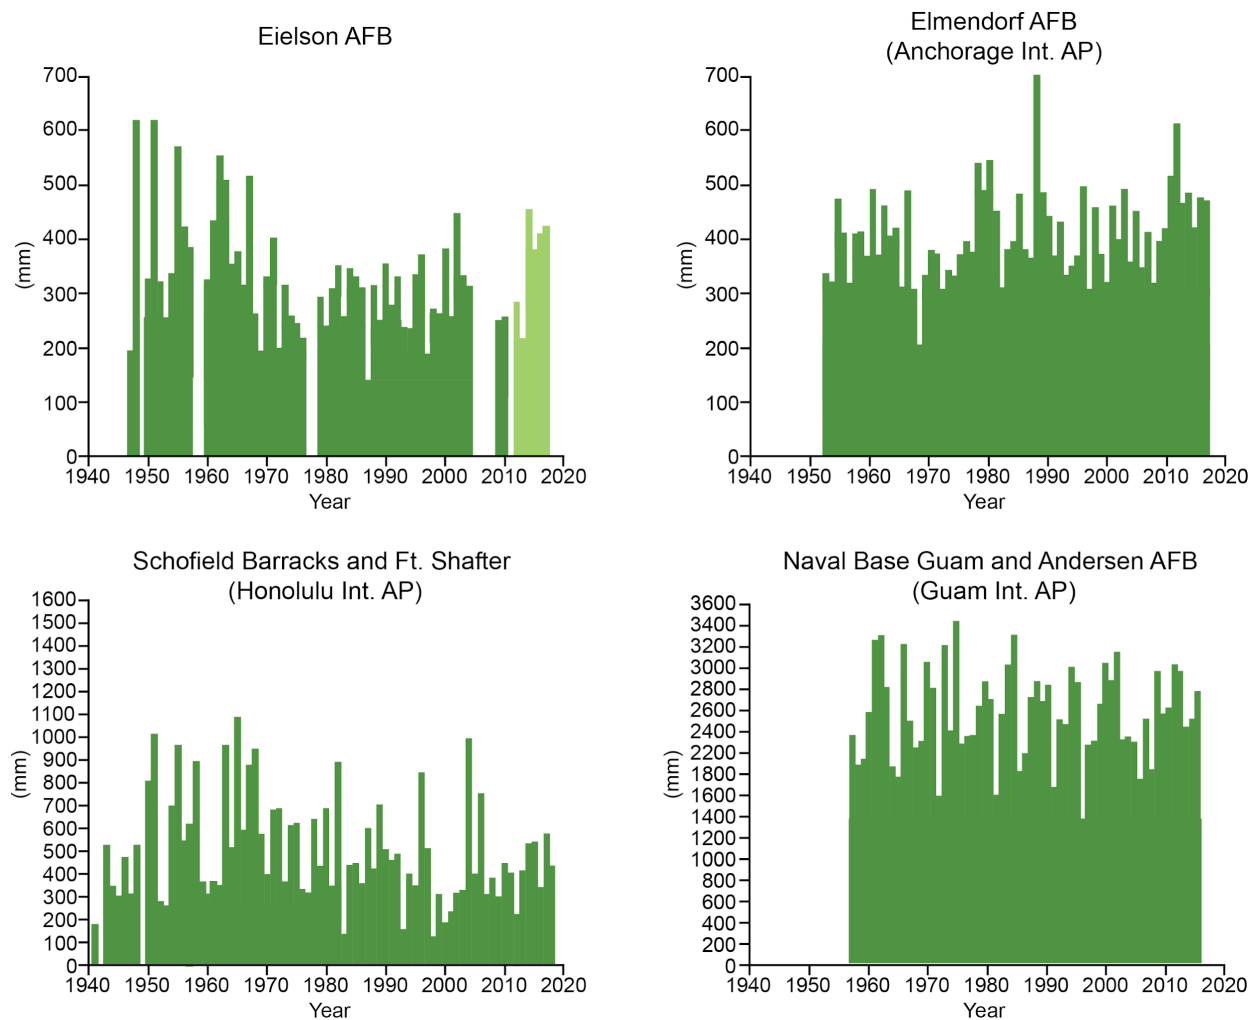 Eielson AFB
700
600
500
400
300
200
100
0
(mm)
1940 1950 1960 1970 1980 1990 2000 2010 2020
Year
Elmendorf AFB
(Anchorage Int. AP)
700
600
500
400
300
200
100
0
(mm)
1940 1950 1960 1970 1980 1990 2000 2010 2020
Year
Schofield Barracks and Ft. Shafter
(Honolulu Int. AP)
1600
1500
1400
1300
1200
1100
1000
900
800
700
600
500
400
300
200
100
0
(mm)
1940 1950 1960 1970 1980 1990 2000 2010 2020
Year
Naval Base Guam and Andersen AFB
(Guam Int. AP)
3600
3400
3200
3000
2800
2600
2400
2200
2000
1800
1600
1400
1200
1000
800
600
400
200
0
(mm)
1940 1950 1960 1970 1980 1990 2000 2010 2020
Year